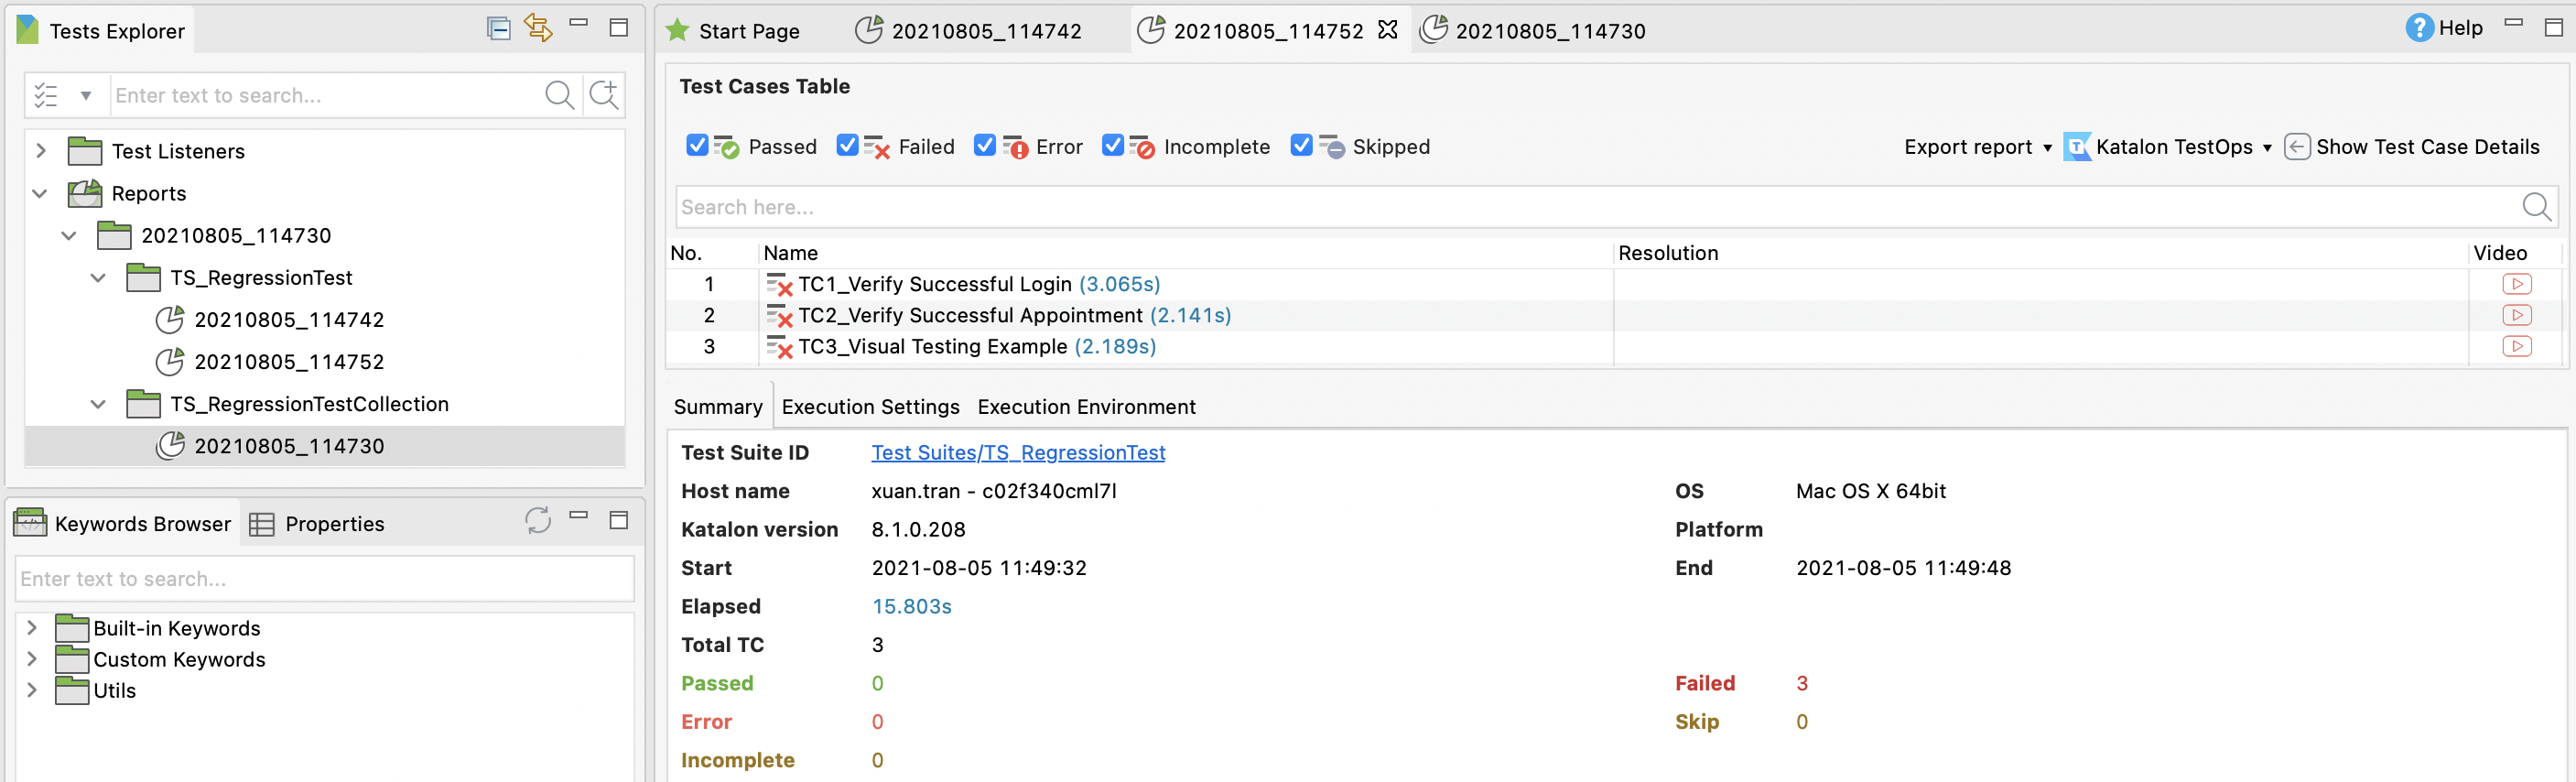 Tests Explorer
Enter text to search...
Test Listeners
Reports
20210805_114730
TS_RegressionTest
20210805_114742
20210805_114752
TS_RegressionTestCollection
20210805_114730
Keywords Browser
Properties
Enter text to search...
Built-in Keywords
Custom Keywords
Utils
Start Page
20210805_114742
20210805_114752
20210805_114730
Help
Test Cases Table
Passed
Failed
Error
Incomplete
Skipped
Export report
Katalon TestOps
Show Test Case Details
Search here...
No. Name Resolution Video
1 TC1_Verify Successful Login (3.065s)
2 TC2_Verify Successful Appointment (2.141s)
3 TC3_Visual Testing Example (2.189s)
Summary Execution Settings Execution Environment
Test Suite ID Test Suites/TS_RegressionTest
Host name xuan.tran - c02f340cml7l OS Mac OS X 64bit
Katalon version 8.1.0.208 Platform
Start 2021-08-05 11:49:32 End 2021-08-05 11:49:48
Elapsed 15.803s
Total TC 3
Passed 0 Failed 3
Error 0 Skip 0
Incomplete 0